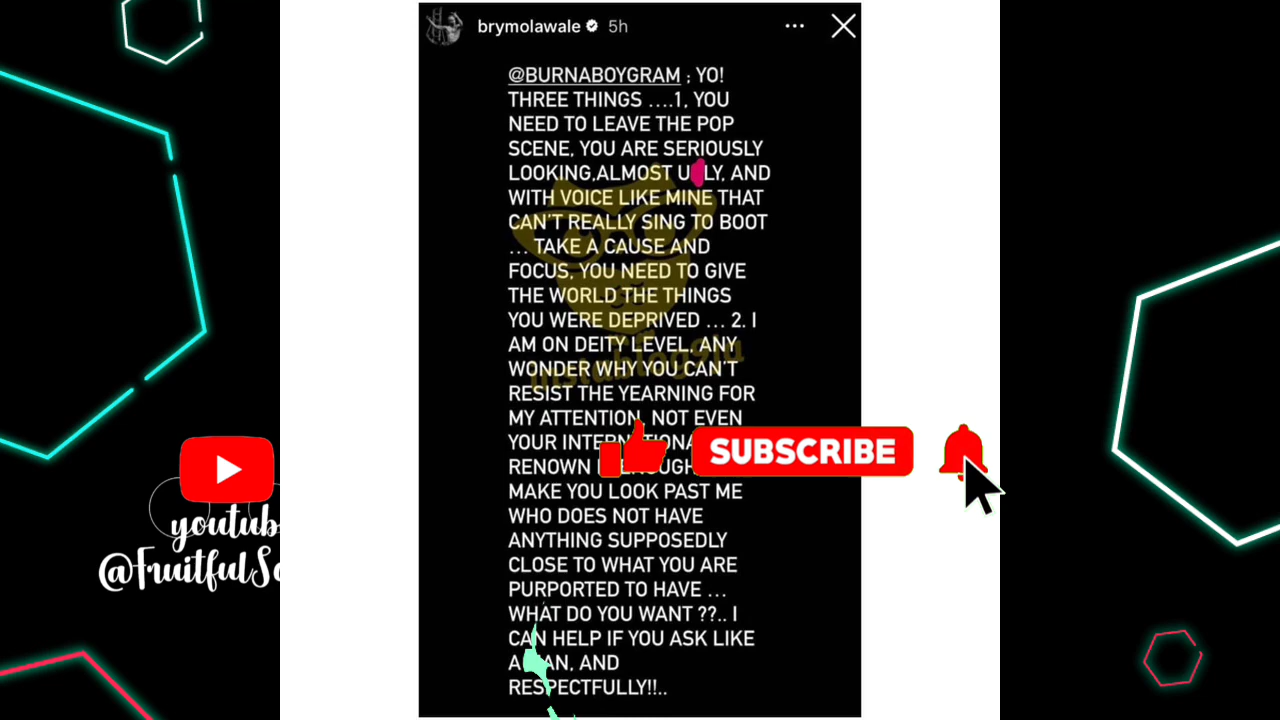 brymolawale 5h
@BURNABOYGRAM ; YO!
THREE THINGS ....1, YOU
NEED TO LEAVE THE POP
SCENE, YOU ARE SERIOUSLY
LOOKING,ALMOST U LY, AND
WITH VOICE LIKE MINE THAT
CAN'T REALLY SING TO BOOT
... TAKE A CAUSE AND
FOCUS, YOU NEED TO GIVE
THE WORLD THE THINGS
YOU WERE DEPRIVED ... 2. I
AM ON DEITY LEVEL, ANY
WONDER WHY YOU CAN'T
RESIST THE YEARNING FOR
MY ATTENTION, NOT EVEN
YOUR
RENOWN
MAKE YOU LOOK PAST ME
WHO DOES NOT HAVE
ANYTHING SUPPOSEDLY
CLOSE TO WHAT YOU ARE
PURPORTED TO HAVE ...
WHAT DO YOU WANT ??.. I
CAN HELP IF YOU ASK LIKE
A AN, AND
RESPECTFULLY!!..
instablog9ja
SUBSCRIBE
youtub
@FruitfulSo